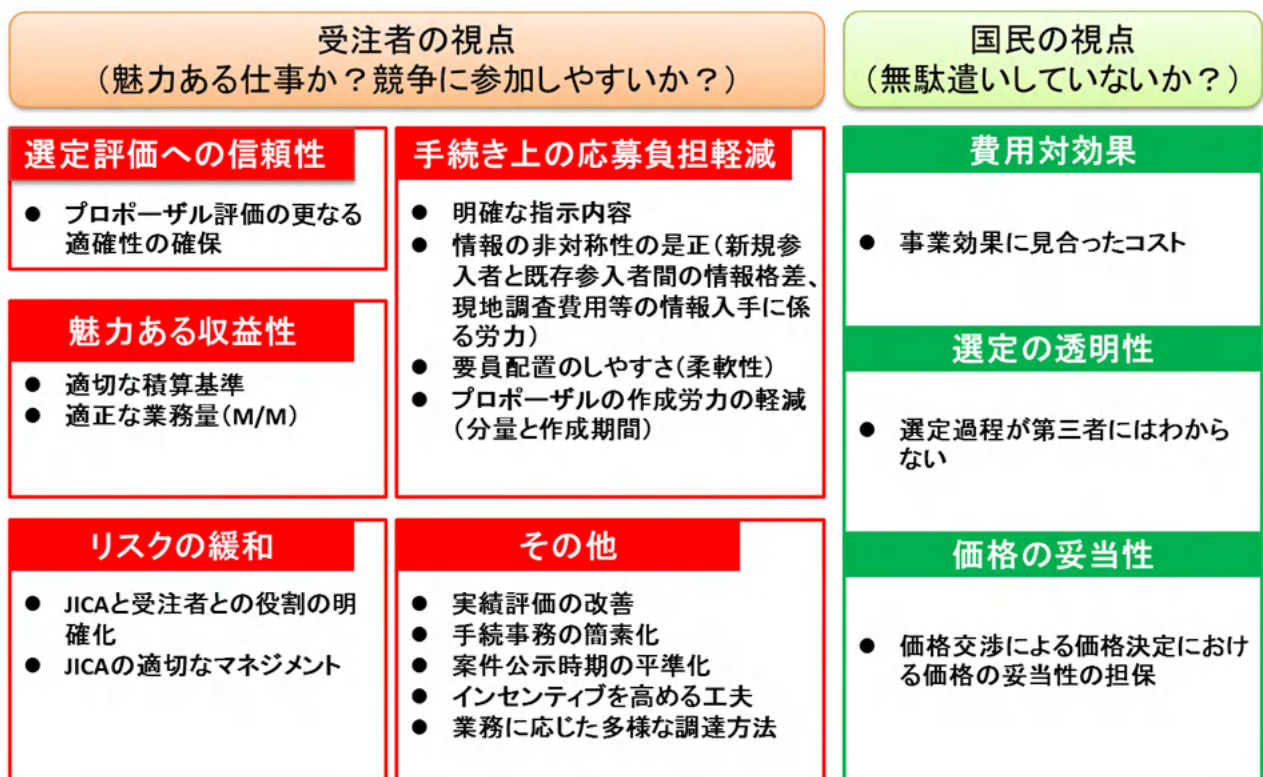 受注者の視点
（魅力ある仕事か？競争に参加しやすいか？）
選定評価への信頼性
● プロポーザル評価の更なる
適確性の確保
魅力ある収益性
● 適切な積算基準
● 適正な業務量（M/M）
リスクの緩和
● JICAと受注者との役割の明
確化
● JICAの適切なマネジメント
手続き上の応募負担軽減
● 明確な指示内容
● 情報の非対称性の是正（新規参
入者と既存参入者間の情報格差、
現地調査費用等の情報入手に係
る労力）
● 要員配置のしやすさ（柔軟性）
● プロポーザルの作成労力の軽減
（分量と作成期間）
その他
● 実績評価の改善
● 手続事務の簡素化
● 案件公示時期の平準化
● インセンティブを高める工夫
● 業務に応じた多様な調達方法
国民の視点
（無駄遣いしていないか？）
費用対効果
● 事業効果に見合ったコスト
選定の透明性
● 選定過程が第三者にはわから
ない
価格の妥当性
● 価格交渉による価格決定におけ
る価格の妥当性の担保